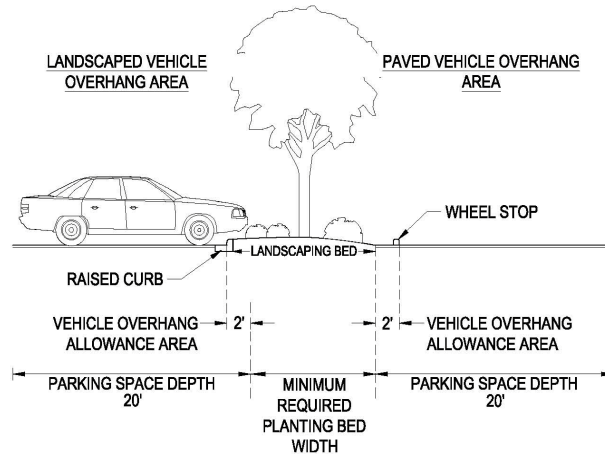 LANDSCAPED VEHICLE
OVERHANG AREA
PAVED VEHICLE OVERHANG
AREA
WHEEL STOP
LANDSCAPING BED
RAISED CURB
VEHICLE OVERHANG
ALLOWANCE AREA
2'
2'
VEHICLE OVERHANG
ALLOWANCE AREA
PARKING SPACE DEPTH
20'
MINIMUM
REQUIRED
PLANTING BED
WIDTH
PARKING SPACE DEPTH
20'